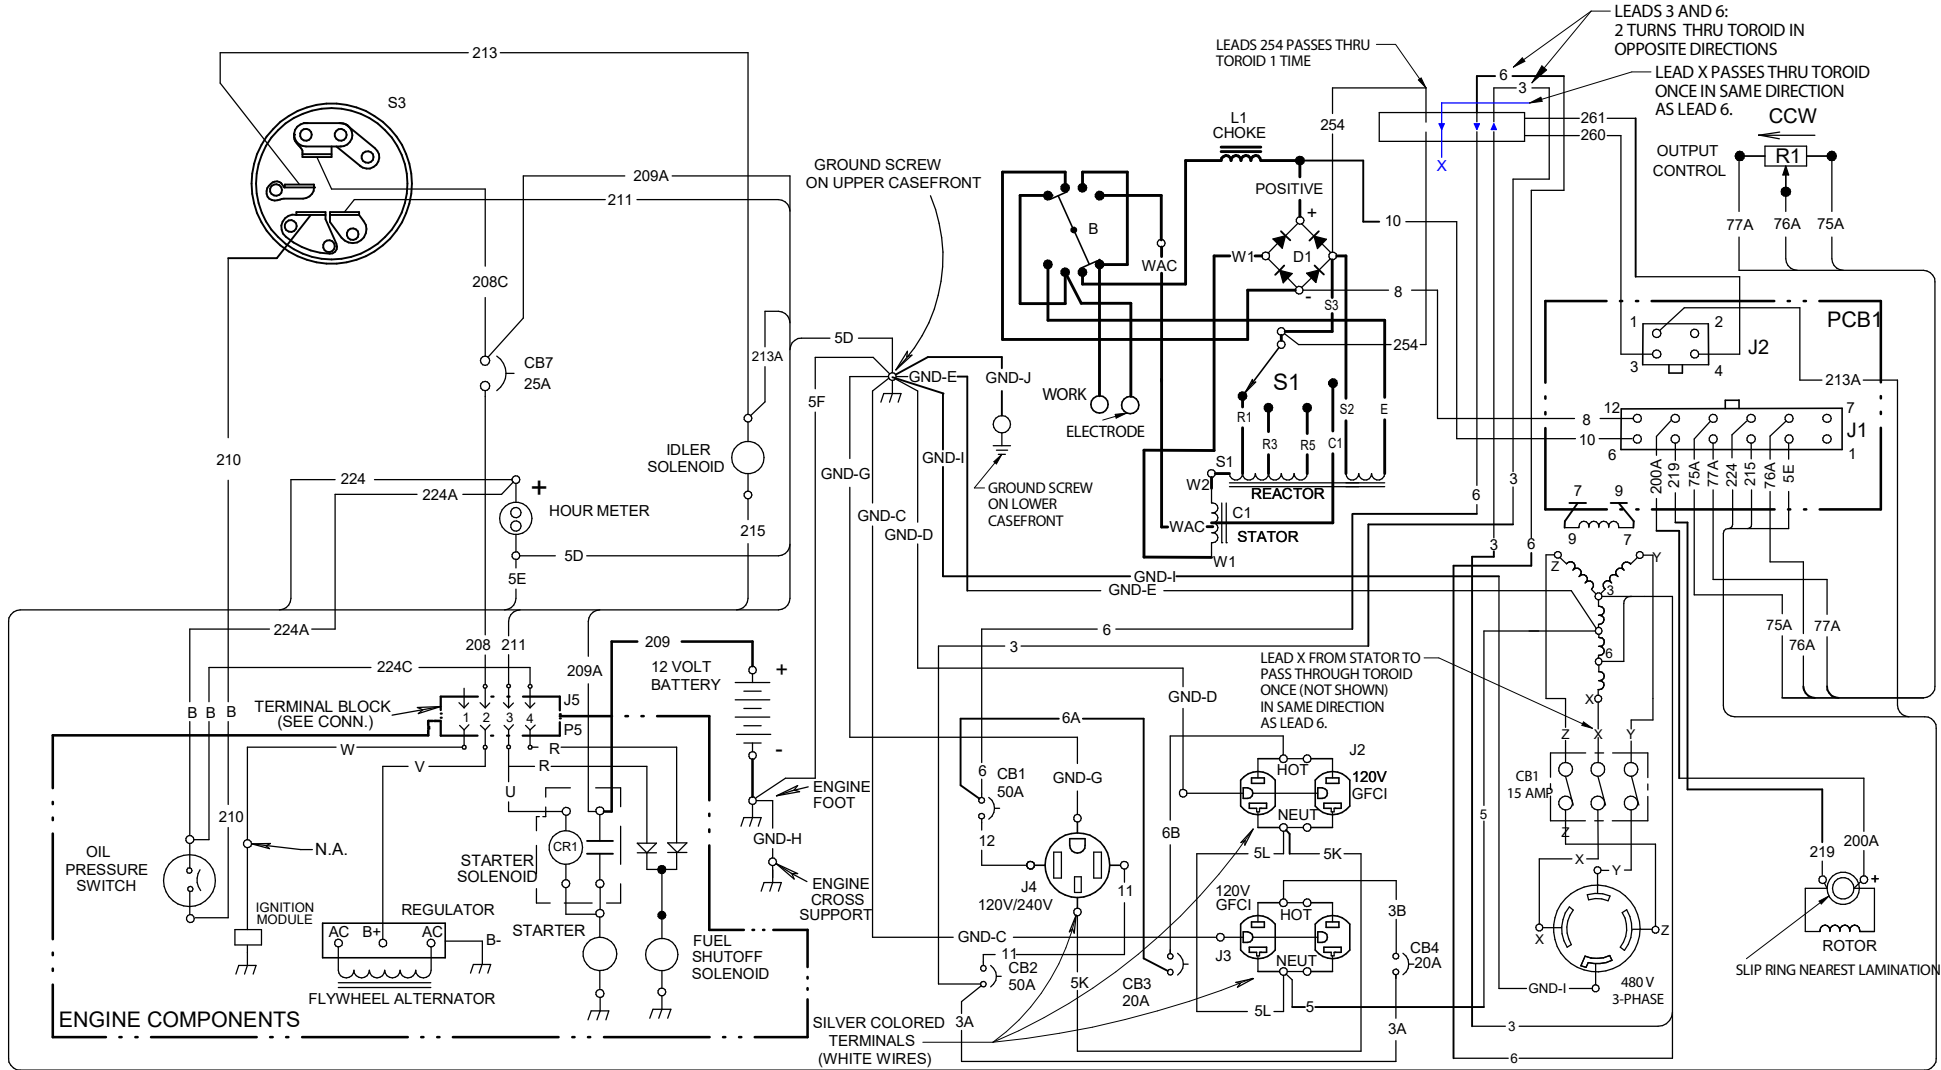 LEADS 3 AND 6:
2 TURNS THRU TOROID IN
OPPOSITE DIRECTIONS
LEADS 254 PASSES THRU
TOROID 1 TIME
LEAD X PASSES THRU TOROID
ONCE IN SAME DIRECTION
AS LEAD 6.
213
S3
6
3
261
260
CCW
OUTPUT
CONTROL
R1
X
254
L1
CHOKE
GROUND SCREW
ON UPPER CASEFRONT
209A
211
POSITIVE
+
B
W1
D1
-
WAC
10
8
S3
77A
76A
75A
208C
PCB1
1
2
3
4
J2
5D
213A
CB7
25A
GND-E
GND-J
254
S1
213A
5F
WORK
ELECTRODE
R1
R3
R5
C1
S2
E
8
10
12
6
7
1
J1
IDLER
SOLENOID
GND-G
GND-I
210
224
224A
+
HOUR METER
GROUND SCREW
ON LOWER
CASEFRONT
S1
W2
REACTOR
6
3
200A
219
75A
77A
224
215
76A
5E
GND-C
GND-D
215
WAC
C1
STATOR
W1
7
9
9
7
5D
5E
3
6
Z
Y
GND-I
GND-E
3
224A
208
211
209A
209
6
3
75A
77A
76A
224C
12 VOLT
BATTERY
+
-
LEAD X FROM STATOR TO
PASS THROUGH TOROID
ONCE (NOT SHOWN)
IN SAME DIRECTION
AS LEAD 6.
6
X
GND-D
B
B
B
TERMINAL BLOCK
(SEE CONN.)
J5
1
2
3
4
P5
6A
W
V
R
R
U
Z
X
Y
J2
HOT
120V
GFCI
NEUT
6
CB1
50A
GND-G
CB1
15 AMP
ENGINE
FOOT
GND-H
210
N.A.
OIL
PRESSURE
SWITCH
CR1
STARTER
SOLENOID
6B
5
12
5L
5K
Z
X
Y
219
200A
+
ENGINE
CROSS
SUPPORT
J4
120V/240V
11
120V
GFCI
HOT
3B
IGNITION
MODULE
REGULATOR
AC
B+
AC
B-
STARTER
FUEL
SHUTOFF
SOLENOID
GND-C
11
CB2
50A
J3
NEUT
CB4
20A
X
Z
ROTOR
FLYWHEEL ALTERNATOR
5K
CB3
20A
SLIP RING NEAREST LAMINATION
GND-I
480 V
3-PHASE
ENGINE COMPONENTS
SILVER COLORED
TERMINALS
(WHITE WIRES)
3A
5L
5
3A
3
6